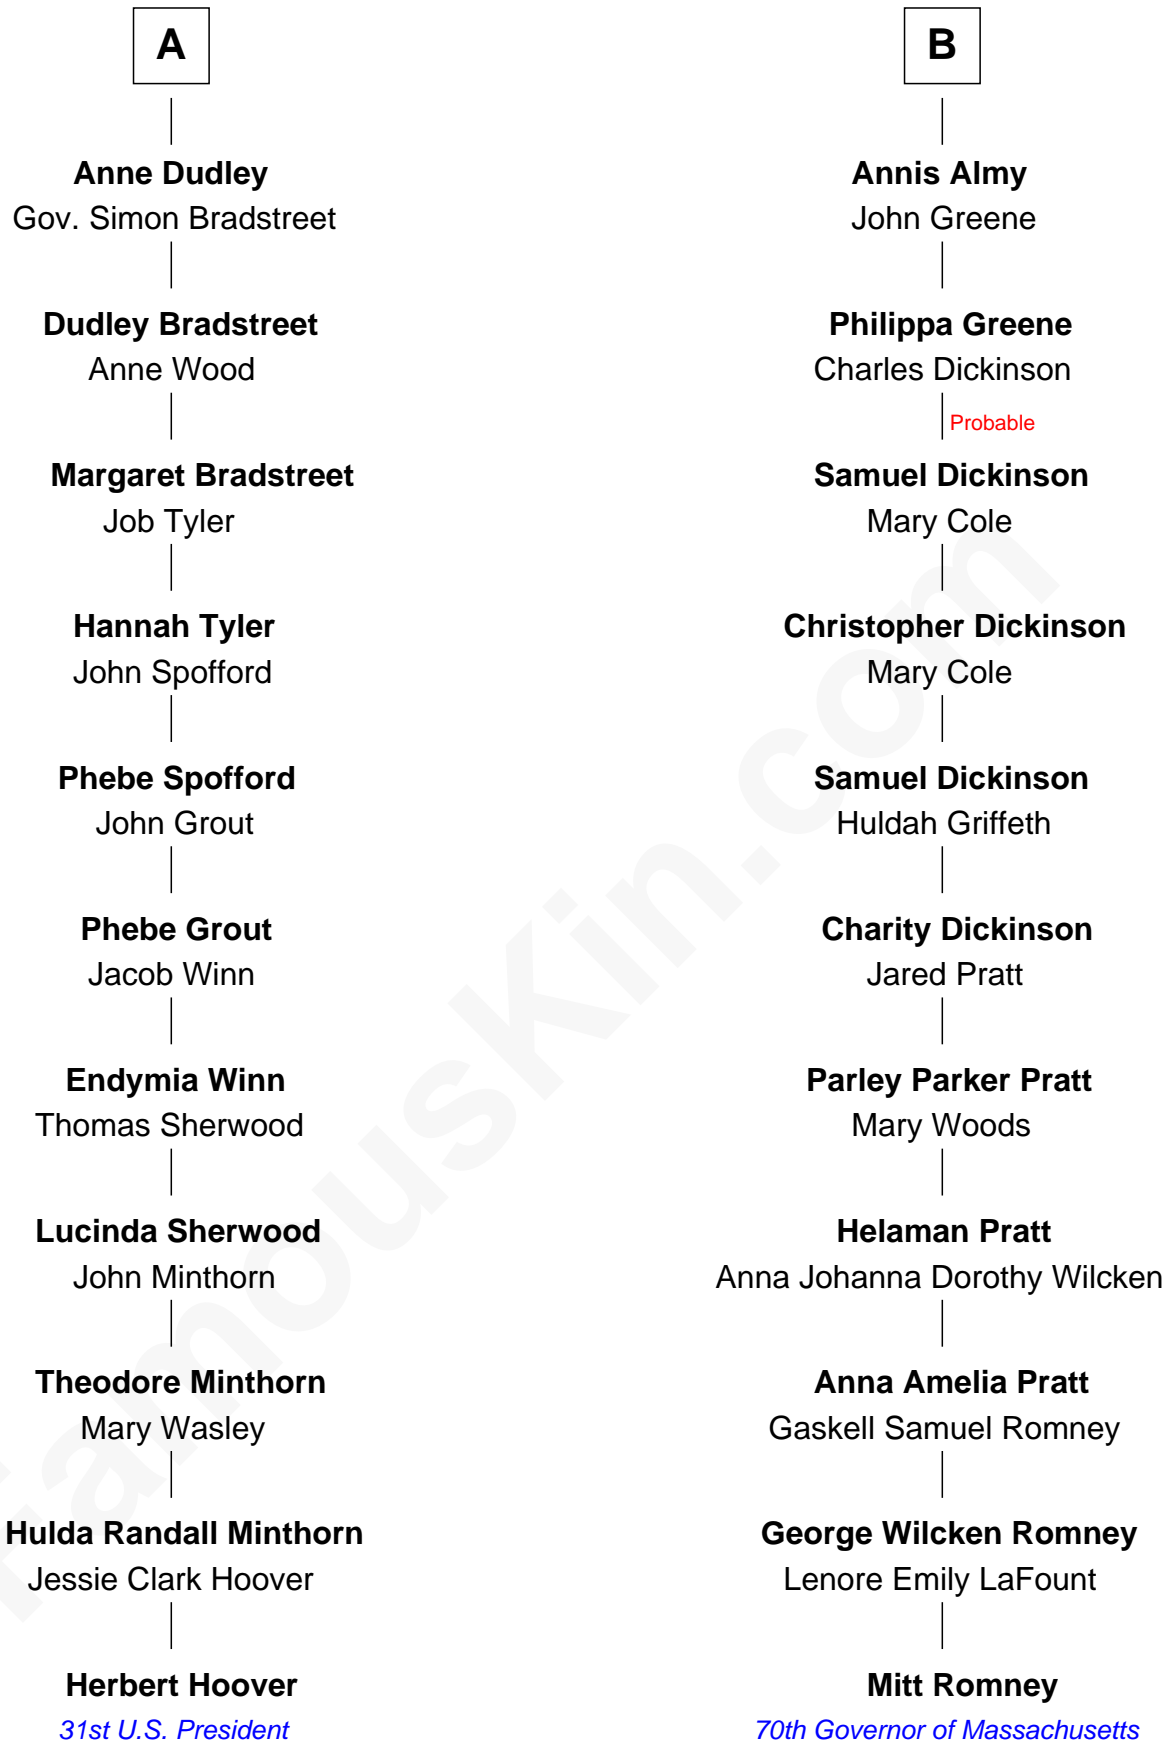 A
Anne Dudley
Gov. Simon Bradstreet
Dudley Bradstreet
Anne Wood
Margaret Bradstreet
Job Tyler
Hannah Tyler
John Spofford
Phebe Spofford
John Grout
Phebe Grout
Jacob Winn
Endymia Winn
Thomas Sherwood
Lucinda Sherwood
John Minthorn
Theodore Minthorn
Mary Wasley
Hulda Randall Minthorn
Jessie Clark Hoover
Herbert Hoover
31st U.S. President
B
Annis Almy
John Greene
Philippa Greene
Charles Dickinson
Probable
Samuel Dickinson
Mary Cole
Christopher Dickinson
Mary Cole
Samuel Dickinson
Huldah Griffeth
Charity Dickinson
Jared Pratt
Parley Parker Pratt
Mary Woods
Helaman Pratt
Anna Johanna Dorothy Wilcken
Anna Amelia Pratt
Gaskell Samuel Romney
George Wilcken Romney
Lenore Emily LaFount
Mitt Romney
70th Governor of Massachusetts
FamousKin.com